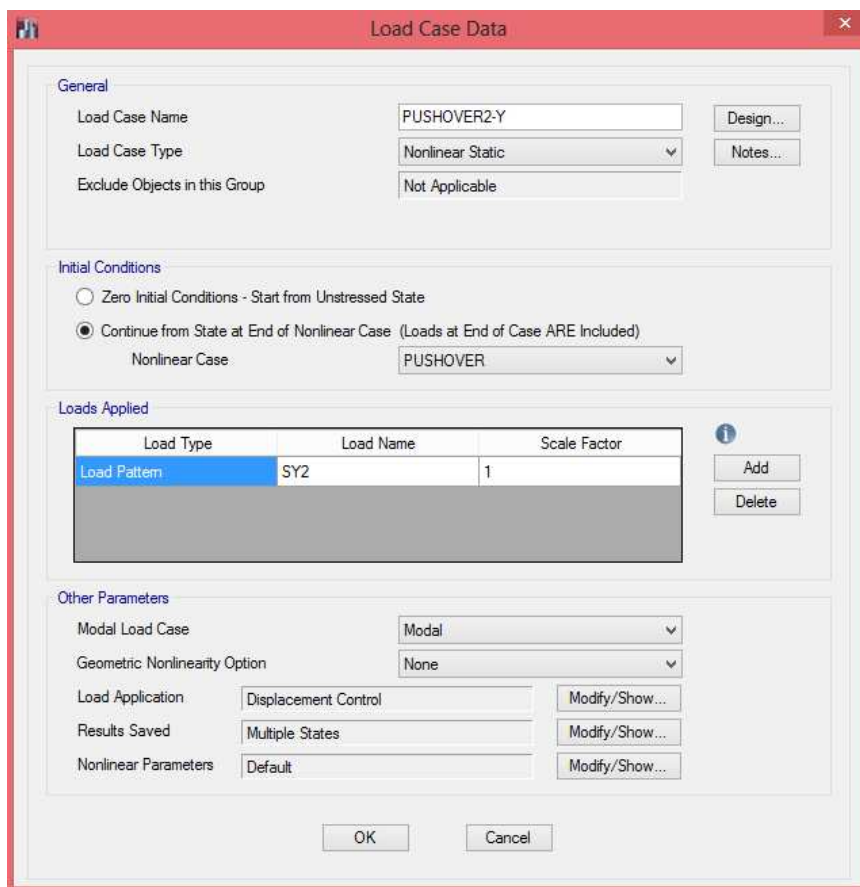 Load Case Data
General
Load Case Name PUSHOVER2-Y Design...
Load Case Type Nonlinear Static Notes...
Exclude Objects in this Group Not Applicable
Initial Conditions
Zero Initial Conditions - Start from Unstressed State
Continue from State at End of Nonlinear Case (Loads at End of Case ARE Included)
Nonlinear Case PUSHOVER
Loads Applied
Load Type Load Name Scale Factor
Load Pattern SY2 1
Add
Delete
Other Parameters
Modal Load Case Modal
Geometric Nonlinearity Option None
Load Application Displacement Control Modify/Show...
Results Saved Multiple States Modify/Show...
Nonlinear Parameters Default Modify/Show...
OK Cancel